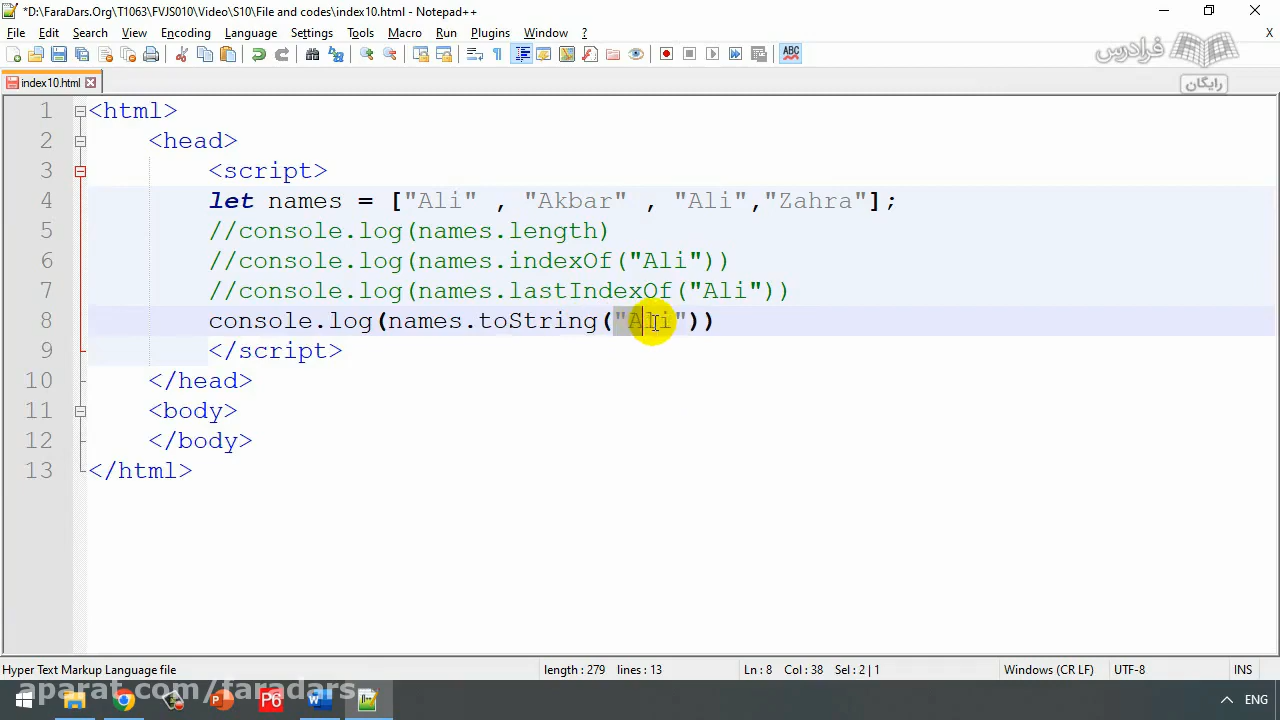 *D:\FaraDars.Org\T1063\FVJS010\Video\S10\File and codes\index10.html - Notepad++
File Edit Search View Encoding Language Settings Tools Macro Run Plugins Window ? X
ABC
فرادرس
رایگان
index10.html
1 <html>
2 <head>
3 <script>
4 let names = ["Ali" , "Akbar" , "Ali","Zahra"];
5 //console.log(names.length)
6 //console.log(names.indexOf("Ali"))
7 //console.log(names.lastIndexOf("Ali"))
8 console.log(names.toString("Ali"))
9 </script>
10 </head>
11 <body>
12 </body>
13 </html>
Hyper Text Markup Language file length : 279 lines : 13 Ln : 8 Col : 38 Sel : 2 | 1 Windows (CR LF) UTF-8 INS
aparat.com/faradars
P6
ENG